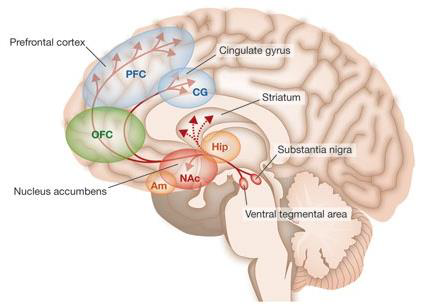 Prefrontal cortex
Cingulate gyrus
PFC
CG
Striatum
OFC
Hip
Substantia nigra
Nucleus accumbens
Am
NAc
Ventral tegmental area